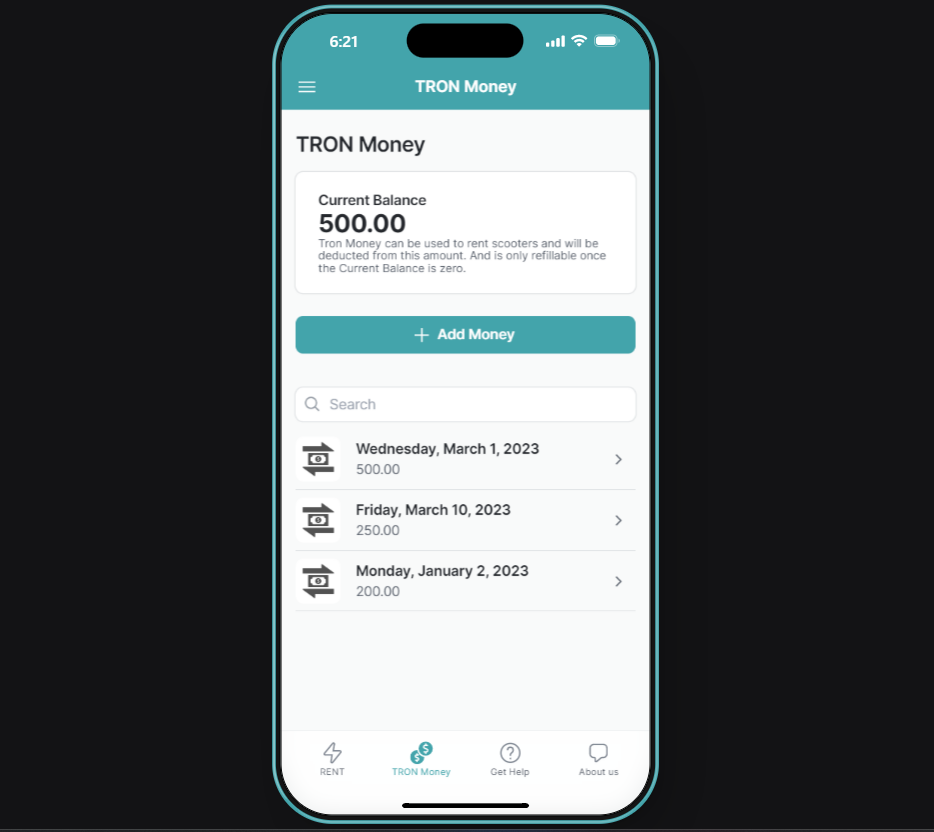 6:21
TRON Money
TRON Money
Current Balance
500.00
Tron Money can be used to rent scooters and will be
deducted from this amount. And is only refillable once
the Current Balance is zero.
Add Money
Search
Wednesday, March 1, 2023
500.00
Friday, March 10, 2023
250.00
Monday, January 2, 2023
200.00
RENT
TRON Money
Get Help
About us